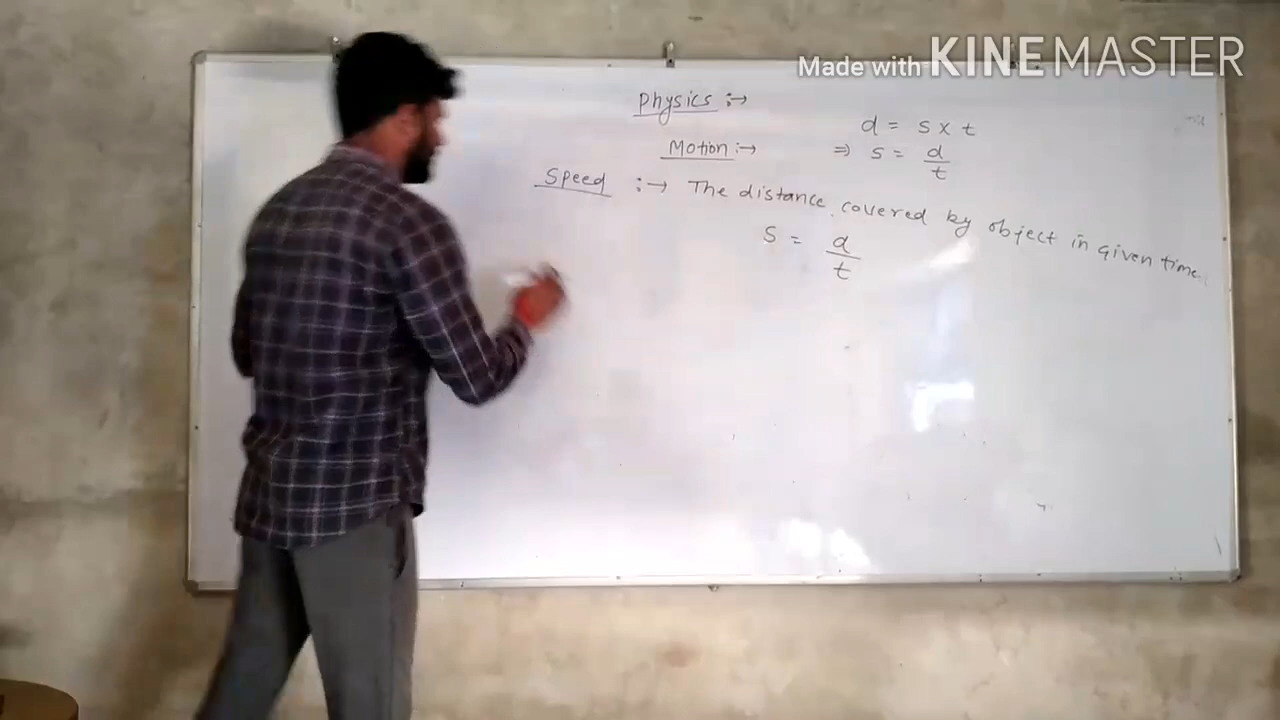 Made with KINEMASTER
Physics :→
d = s x t
Motion :→
⇒ s = d/t
Speed :→ The distance covered by object in given time.
S = d/t